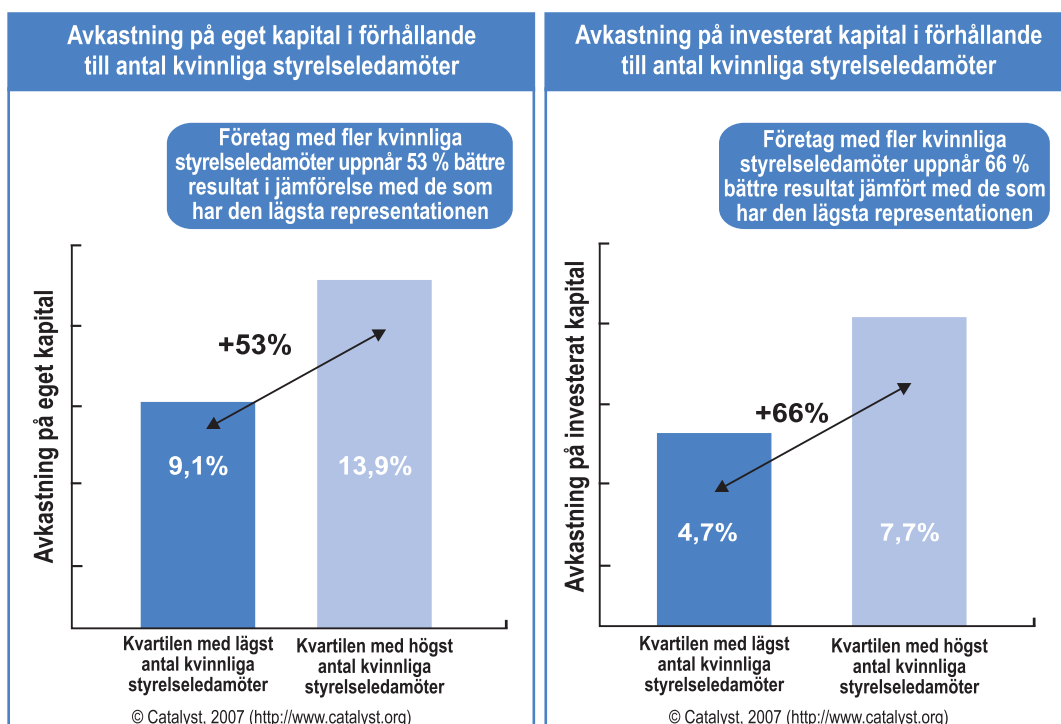 Avkastning på eget kapital i förhållande
till antal kvinnliga styrelseledamöter
Företag med fler kvinnliga
styrelseledamöter uppnår 53 % bättre
resultat i jämförelse med de som
har den lägsta representationen
Avkastning på eget kapital
+53%
9,1%
13,9%
Kvartilen med lägst
antal kvinnliga
styrelseledamöter
Kvartilen med högst
antal kvinnliga
styrelseledamöter
© Catalyst, 2007 (http://www.catalyst.org)
Avkastning på investerat kapital i förhållande
till antal kvinnliga styrelseledamöter
Företag med fler kvinnliga
styrelseledamöter uppnår 66 %
bättre resultat jämfört med de som
har den lägsta representationen
Avkastning på investerat kapital
+66%
4,7%
7,7%
Kvartilen med lägst
antal kvinnliga
styrelseledamöter
Kvartilen med högst
antal kvinnliga
styrelseledamöter
© Catalyst, 2007 (http://www.catalyst.org)